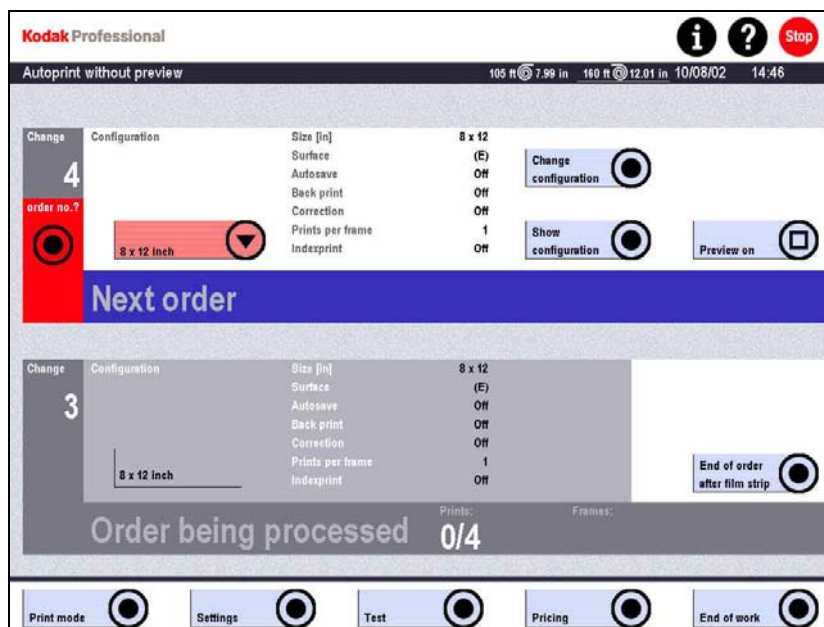 Kodak Professional
i ? Stop
Autoprint without preview 105 ft 7.99 in 160 ft 12.01 in 10/08/02 14:46
Change
4
order no.?
Configuration
8 x 12 inch
Size [in] 8 x 12
Surface (E)
Autosave Off
Back print Off
Correction Off
Prints per frame 1
Indexprint Off
Change
configuration
Show
configuration
Preview on
Next order
Change
3
Configuration
8 x 12 inch
Size [in] 8 x 12
Surface (E)
Autosave Off
Back print Off
Correction Off
Prints per frame 1
Indexprint Off
End of order
after film strip
Order being processed
Prints:
0/4
Frames:
Print mode Settings Test Pricing End of work